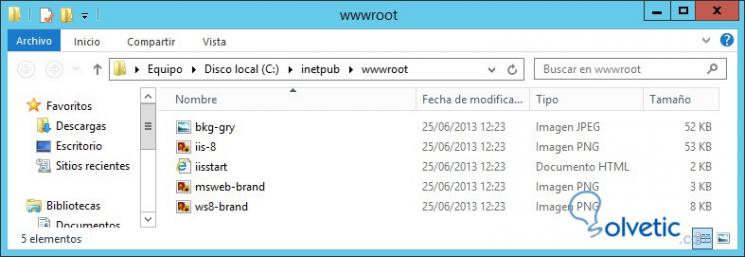 wwwroot
Archivo Inicio Compartir Vista
Equipo Disco local (C:) inetpub wwwroot Buscar en wwwroot
Favoritos
Descargas
Escritorio
Sitios recientes
Bibliotecas
Documentos
Nombre Fecha de modifica... Tipo Tamaño
bkg-gry 25/06/2013 12:23 Imagen JPEG 52 KB
iis-8 25/06/2013 12:23 Imagen PNG 53 KB
iisstart 25/06/2013 12:23 Documento HTML 2 KB
msweb-brand 25/06/2013 12:23 Imagen PNG 3 KB
ws8-brand 25/06/2013 12:23 Imagen PNG 8 KB
5 elementos
Solvetic